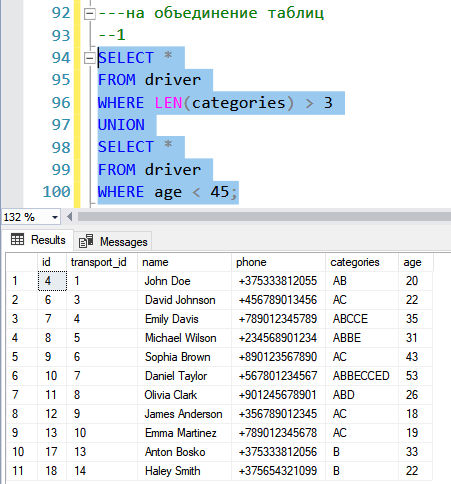 92 ---на объединение таблиц
93 --1
94 SELECT *
95 FROM driver
96 WHERE LEN(categories) > 3
97 UNION
98 SELECT *
99 FROM driver
100 WHERE age < 45;
132 %
Results Messages
id transport_id name phone categories age
1 4 1 John Doe +375333812055 AB 20
2 6 3 David Johnson +456789013456 AC 22
3 7 4 Emily Davis +789012345789 ABCCE 35
4 8 5 Michael Wilson +234568901234 ABBE 31
5 9 6 Sophia Brown +890123567890 AC 43
6 10 7 Daniel Taylor +567801234567 ABBECCED 53
7 11 8 Olivia Clark +901245678901 ABD 26
8 12 9 James Anderson +356789012345 AC 18
9 13 10 Emma Martinez +789012345678 AC 19
10 17 13 Anton Bosko +375333812056 B 33
11 18 14 Haley Smith +375654321099 B 22